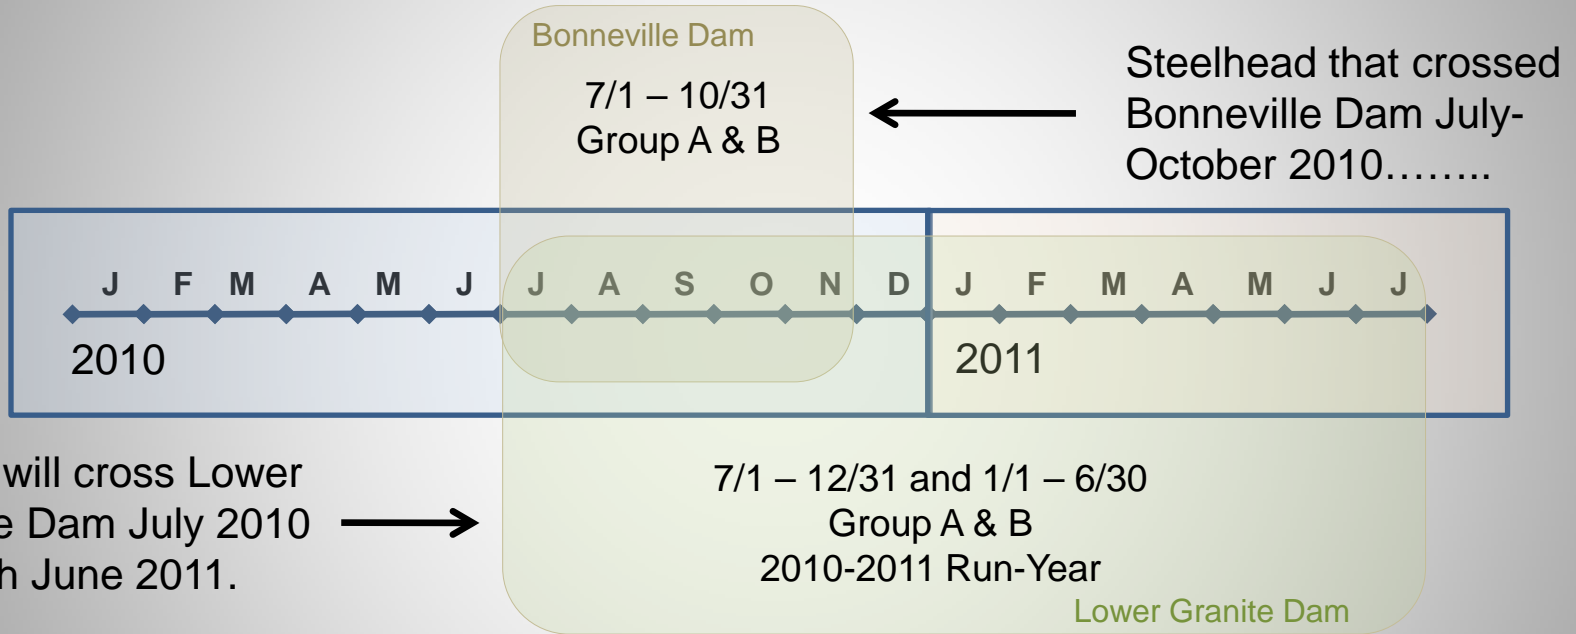 Bonneville Dam
7/1 – 10/31
Group A & B
Steelhead that crossed
Bonneville Dam July-
October 2010……..
J F M A M J J A S O N D J F M A M J J
2010 2011
will cross Lower
Dam July 2010
June 2011.
7/1 – 12/31 and 1/1 – 6/30
Group A & B
2010-2011 Run-Year
Lower Granite Dam